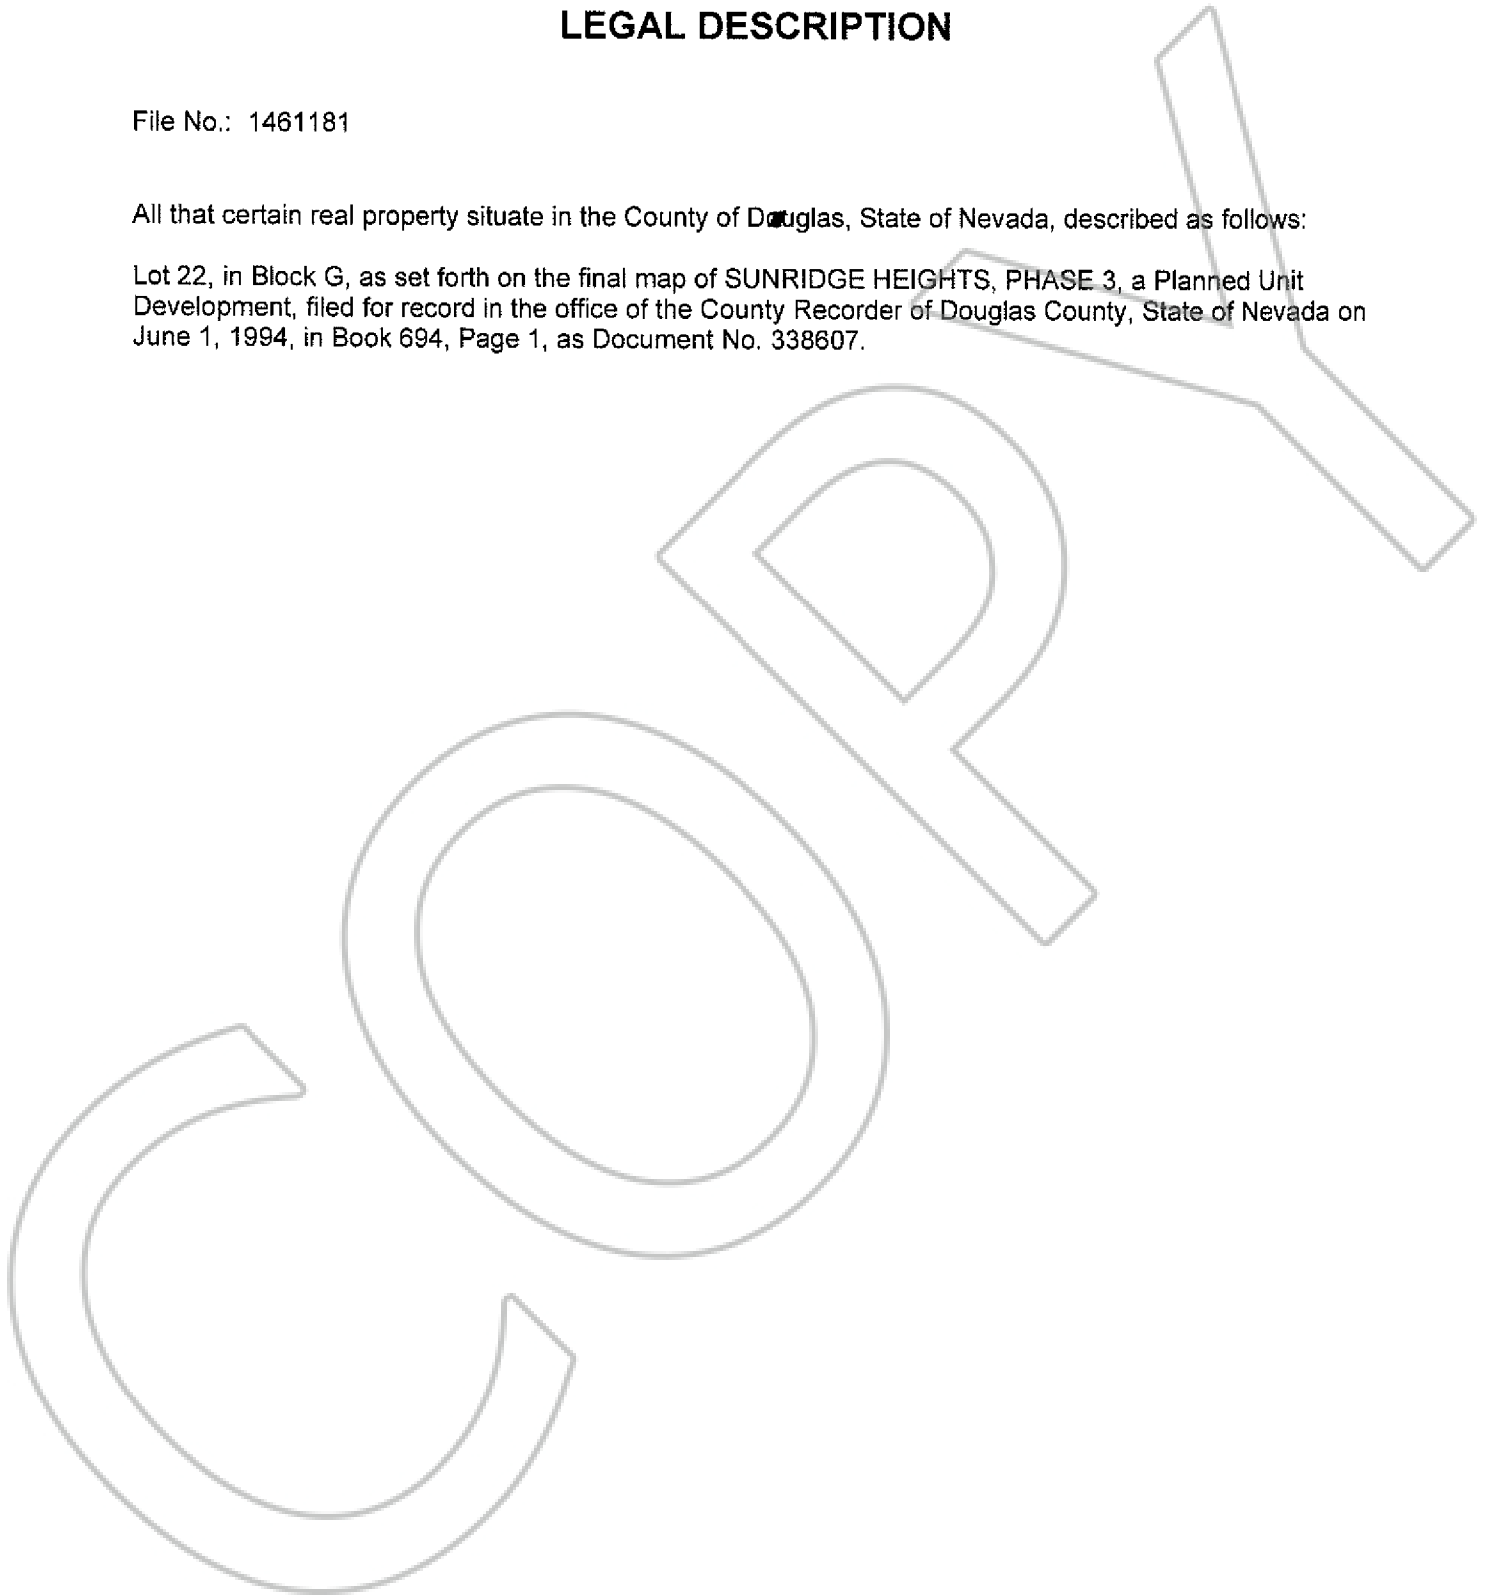 LEGAL DESCRIPTION
File No.: 1461181
All that certain real property situate in the County of Douglas, State of Nevada, described as follows:
Lot 22, in Block G, as set forth on the final map of SUNRIDGE HEIGHTS, PHASE 3, a Planned Unit
Development, filed for record in the office of the County Recorder of Douglas County, State of Nevada on
June 1, 1994, in Book 694, Page 1, as Document No. 338607.
COPY